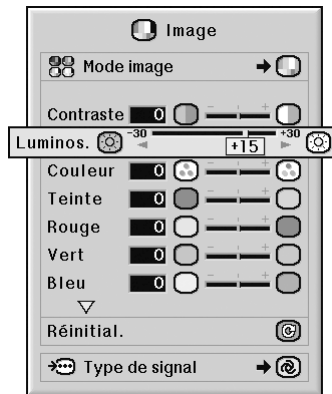 Image
Mode image
Contraste 0
Luminos. -30 +15 +30
Couleur 0
Teinte 0
Rouge 0
Vert 0
Bleu 0
Réinitial.
Type de signal